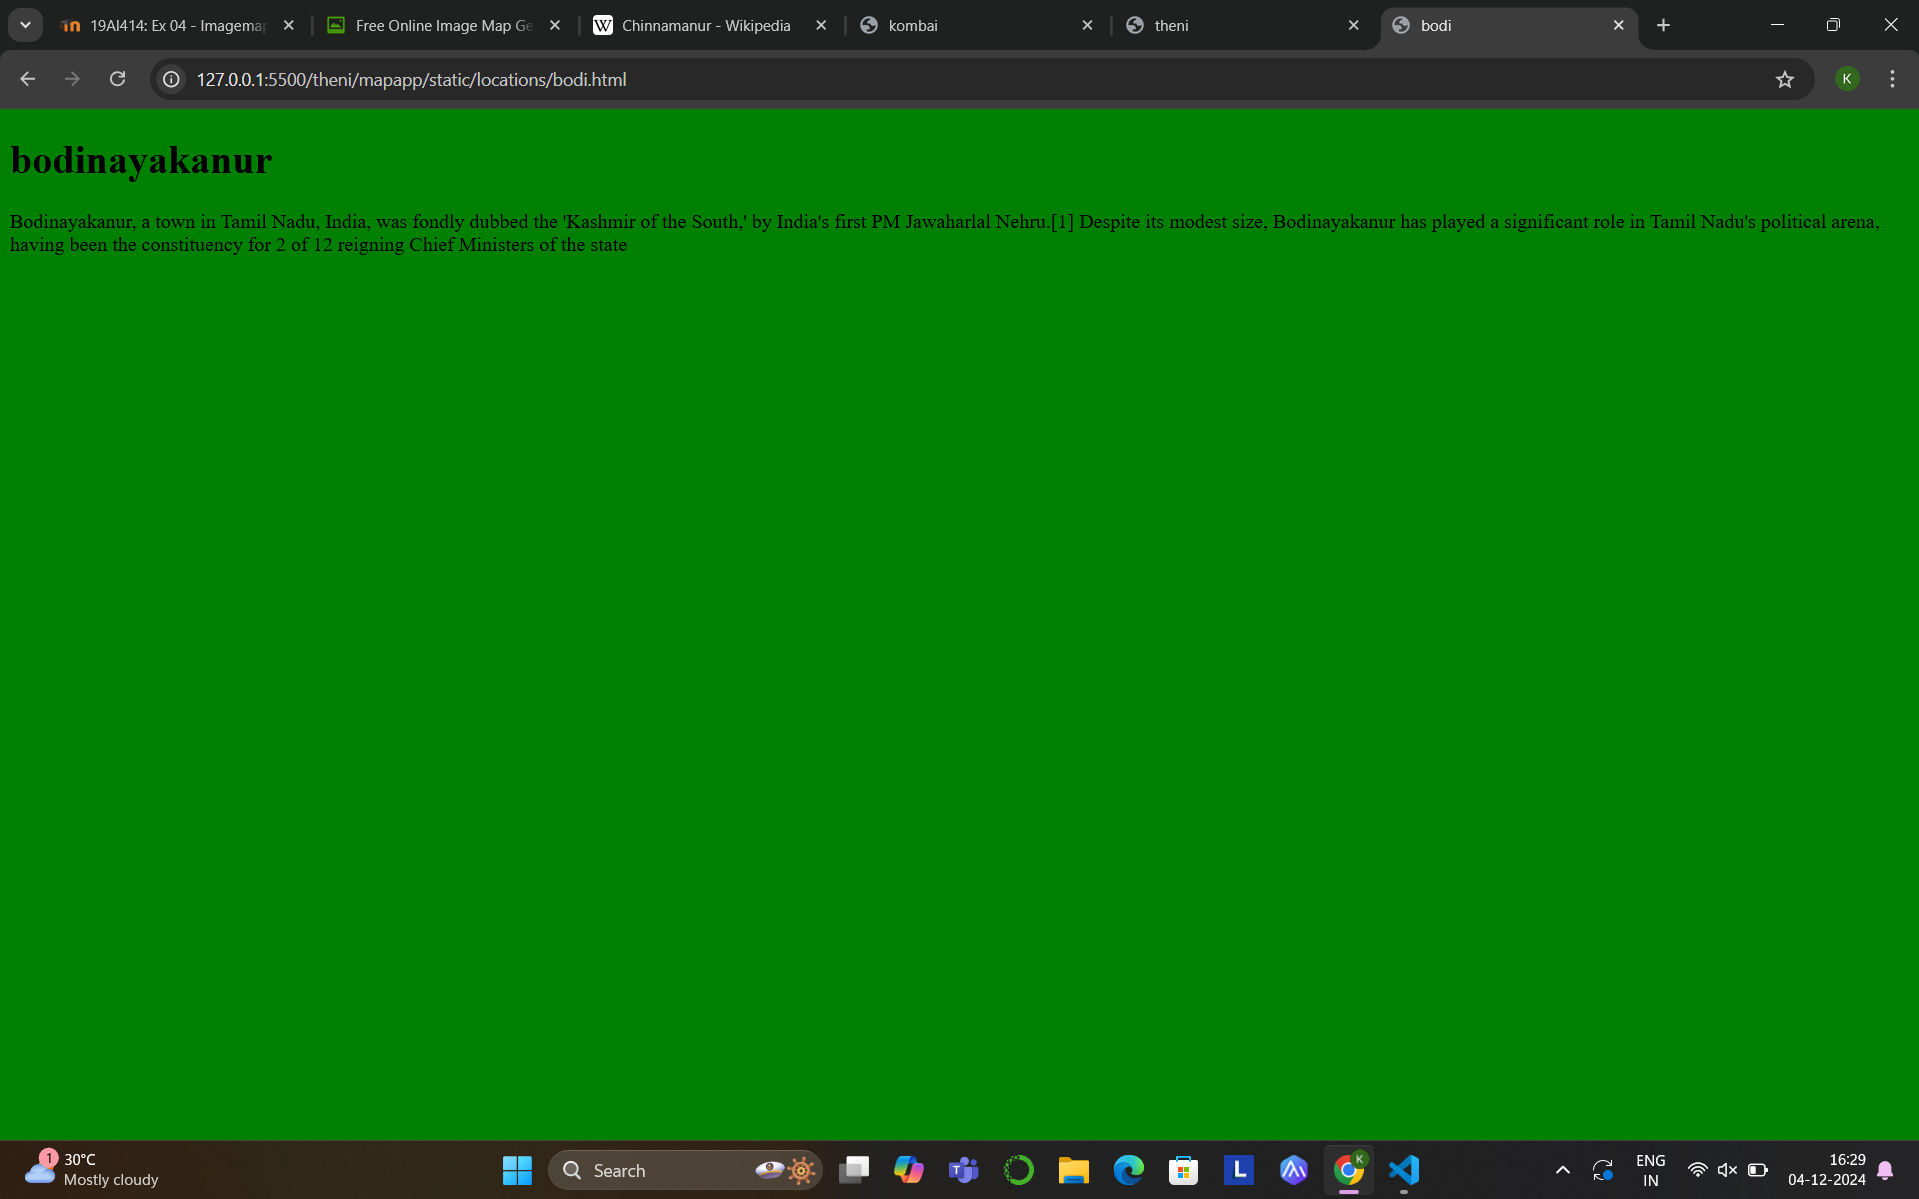 19AI414: Ex 04 - Imagemap
Free Online Image Map Ge
W Chinnamanur - Wikipedia
kombai
theni
bodi
127.0.0.1:5500/theni/mapapp/static/locations/bodi.html
K
bodinayakanur
Bodinayakanur, a town in Tamil Nadu, India, was fondly dubbed the 'Kashmir of the South,' by India's first PM Jawaharlal Nehru.[1] Despite its modest size, Bodinayakanur has played a significant role in Tamil Nadu's political arena,
having been the constituency for 2 of 12 reigning Chief Ministers of the state
1
30°C
Mostly cloudy
Search
T
L
K
ENG
IN
16:29
04-12-2024